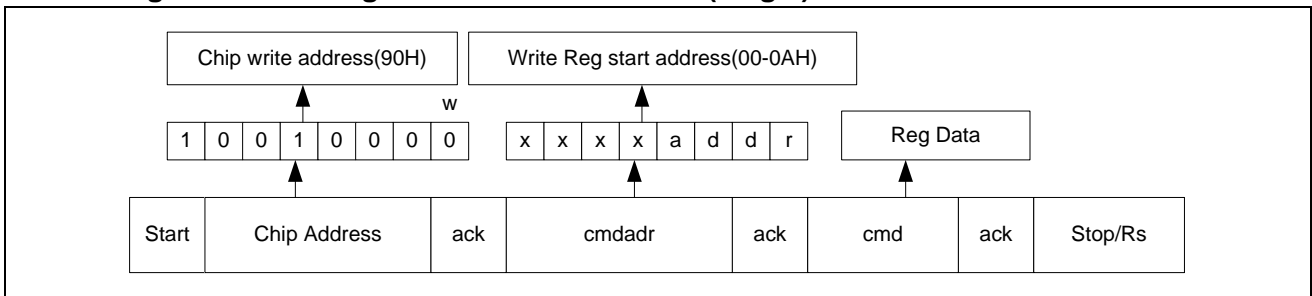 Chip write address(90H) Write Reg start address(00-0AH)
w
1 0 0 1 0 0 0 0 x x x x a d d r Reg Data
Start Chip Address ack cmdadr ack cmd ack Stop/Rs